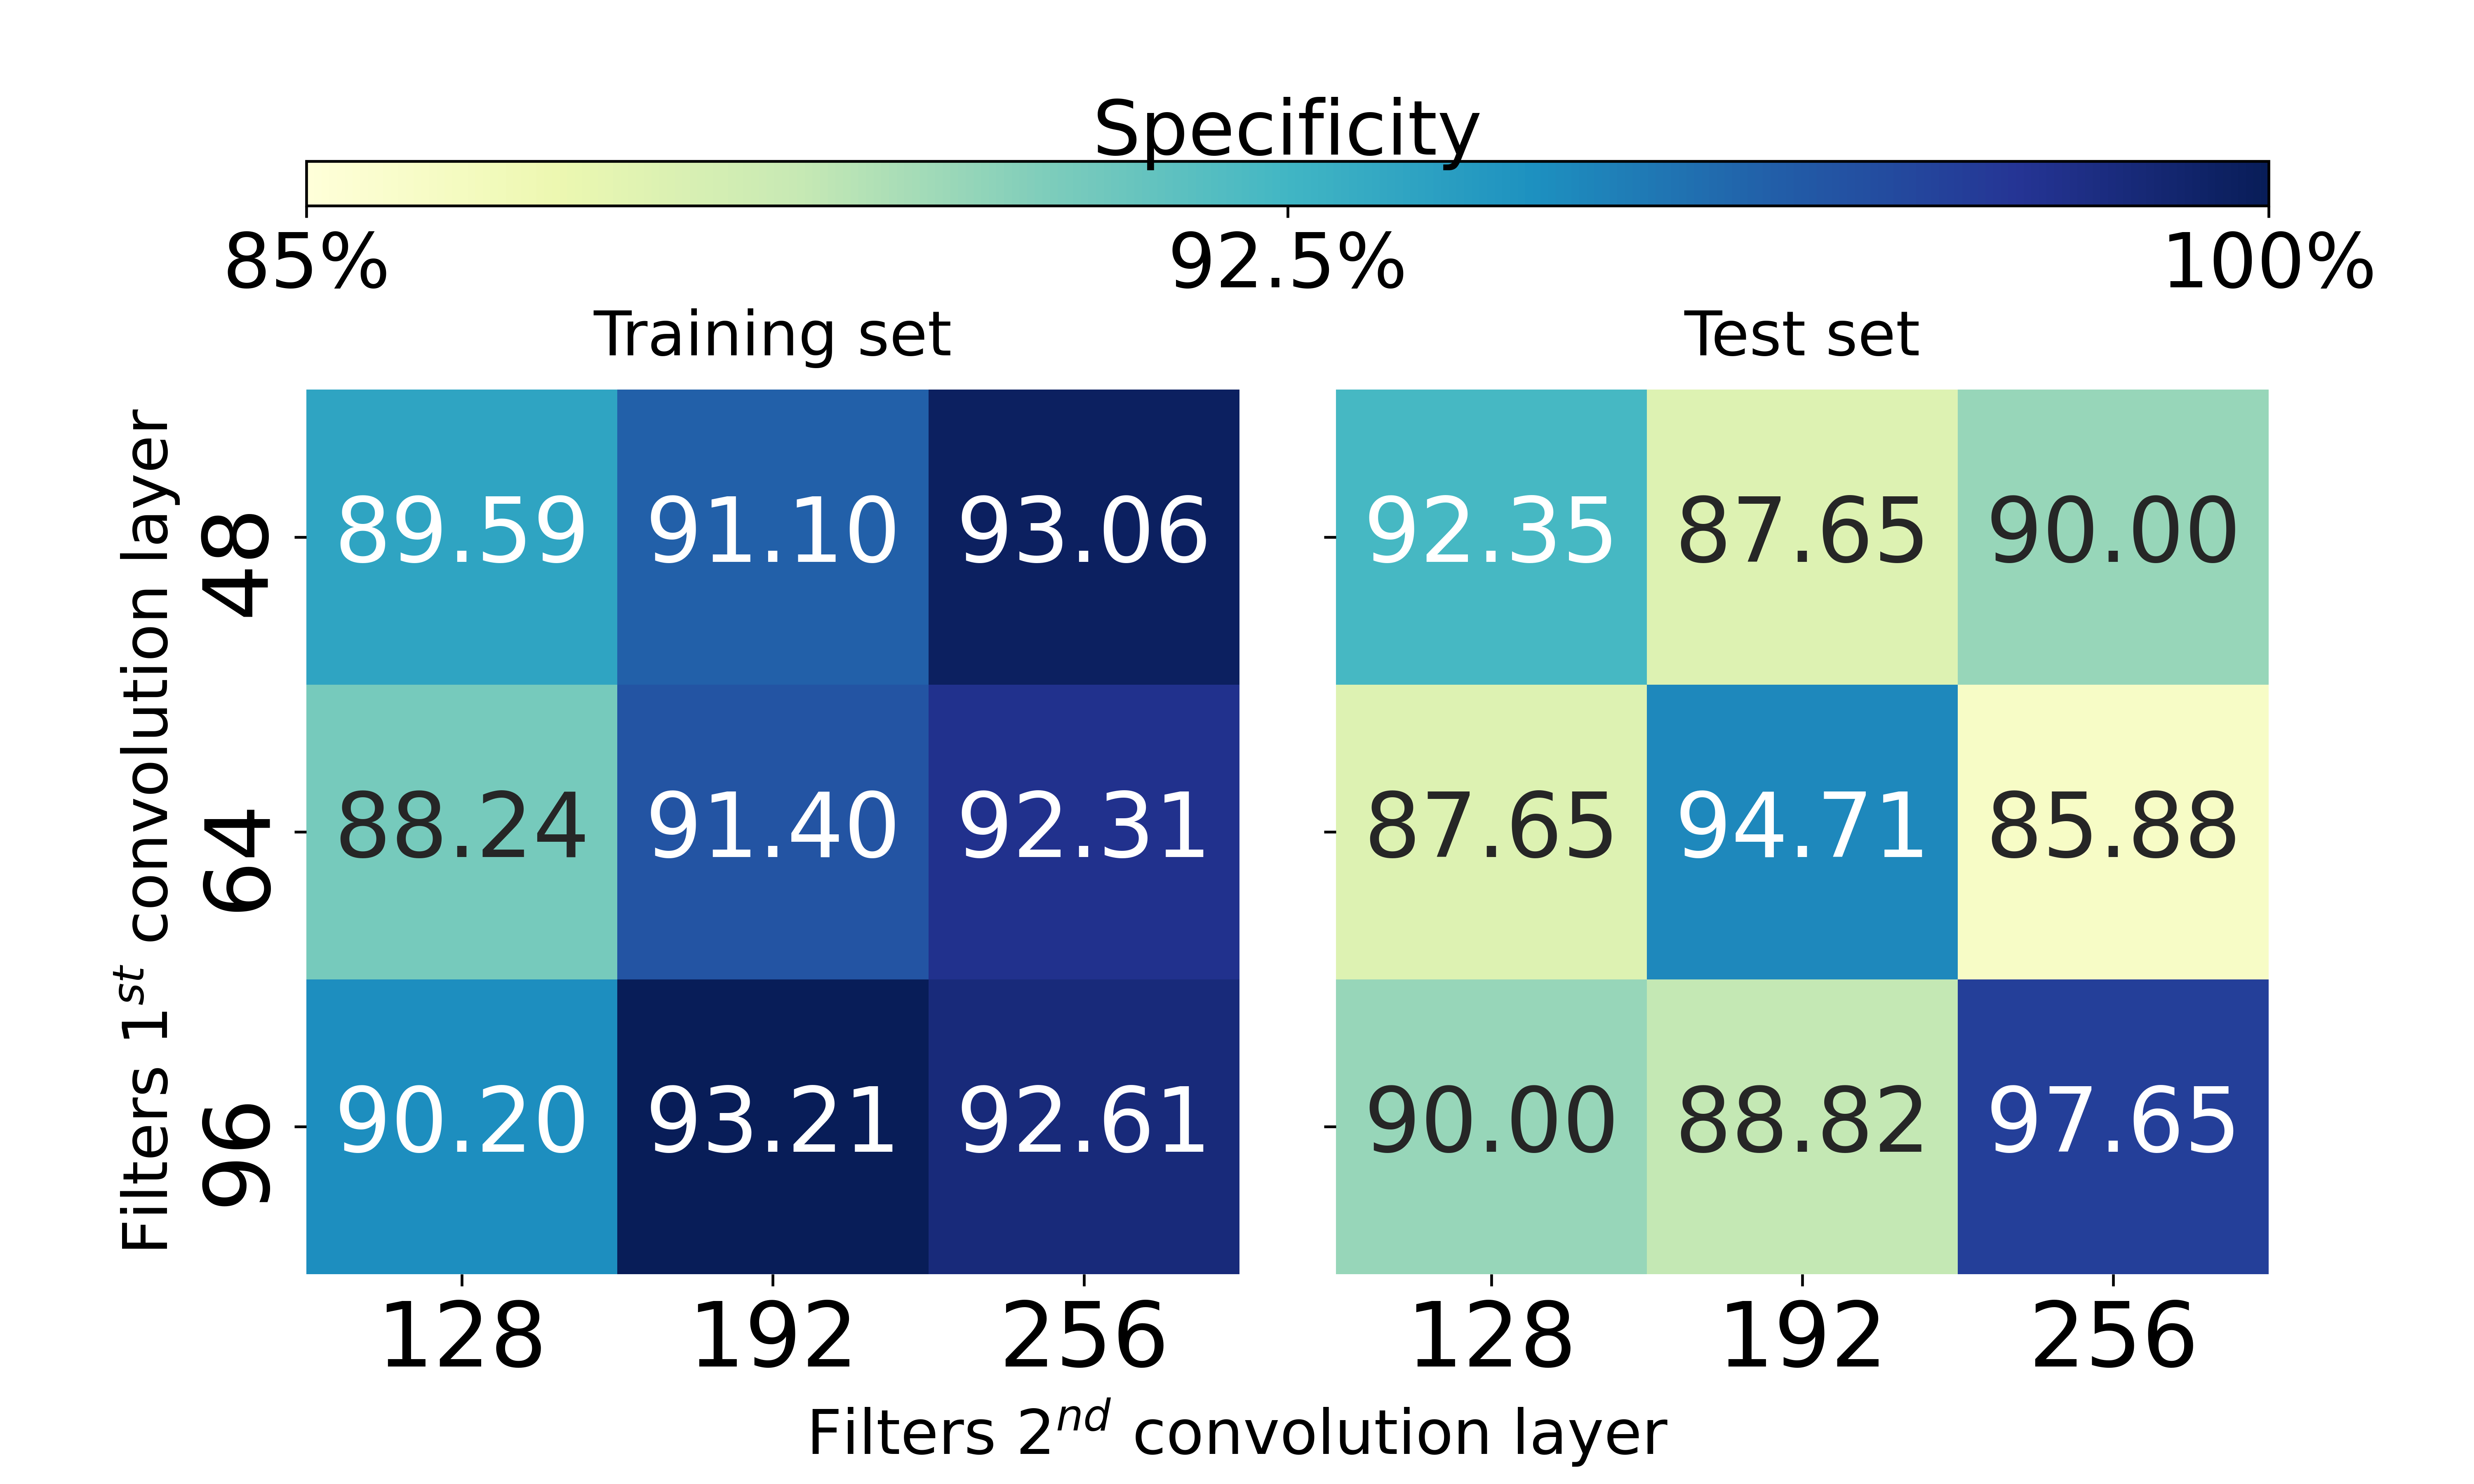 Specificity
85% 92.5% 100%
Training set
Test set
Filters 1st convolution layer
48 89.59 91.10 93.06 92.35 87.65 90.00
64 88.24 91.40 92.31 87.65 94.71 85.88
96 90.20 93.21 92.61 90.00 88.82 97.65
128 192 256 128 192 256
Filters 2nd convolution layer